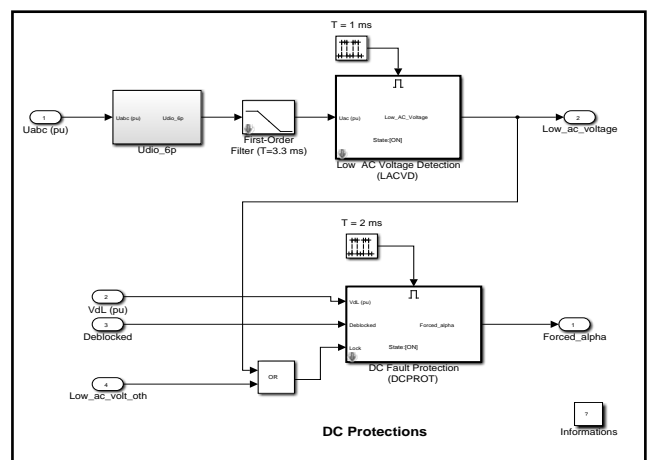 T = 1 ms
1
Uabc (pu)
Uabc (pu)
Udio_6p
Udio_6p
First-Order
Filter (T=3.3 ms)
Uac (pu)
Low_AC_Voltage
State:[ON]
Low AC Voltage Detection
(LACVD)
2
Low_ac_voltage
T = 2 ms
2
VdL (pu)
3
Deblocked
4
Low_ac_volt_oth
OR
VdL (pu)
Deblocked
Lock
Forced_alpha
State:[ON]
DC Fault Protection
(DCPROT)
1
Forced_alpha
?
Informations
DC Protections